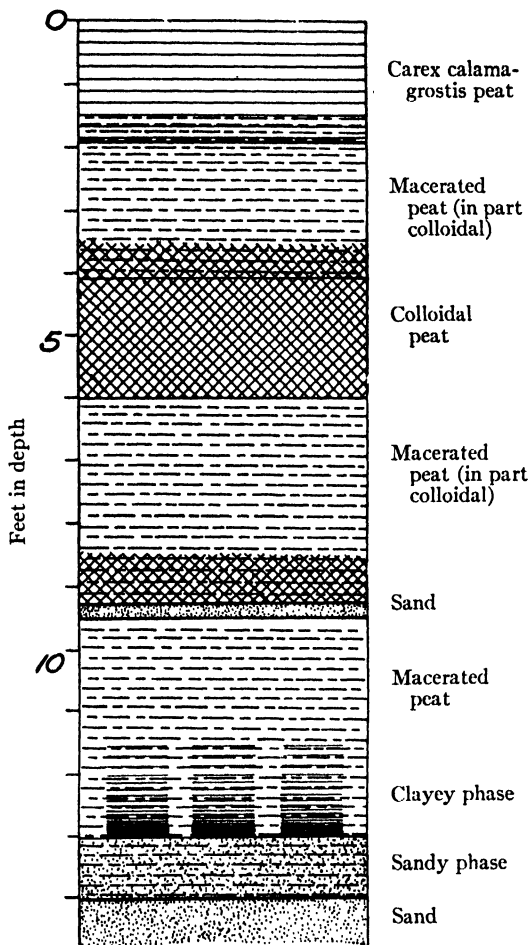 0
Carex calama-
grostis peat
Macerated
peat (in part
colloidal)
5
Colloidal
peat
Feet in depth
Macerated
peat (in part
colloidal)
Sand
10
Macerated
peat
Clayey phase
Sandy phase
Sand